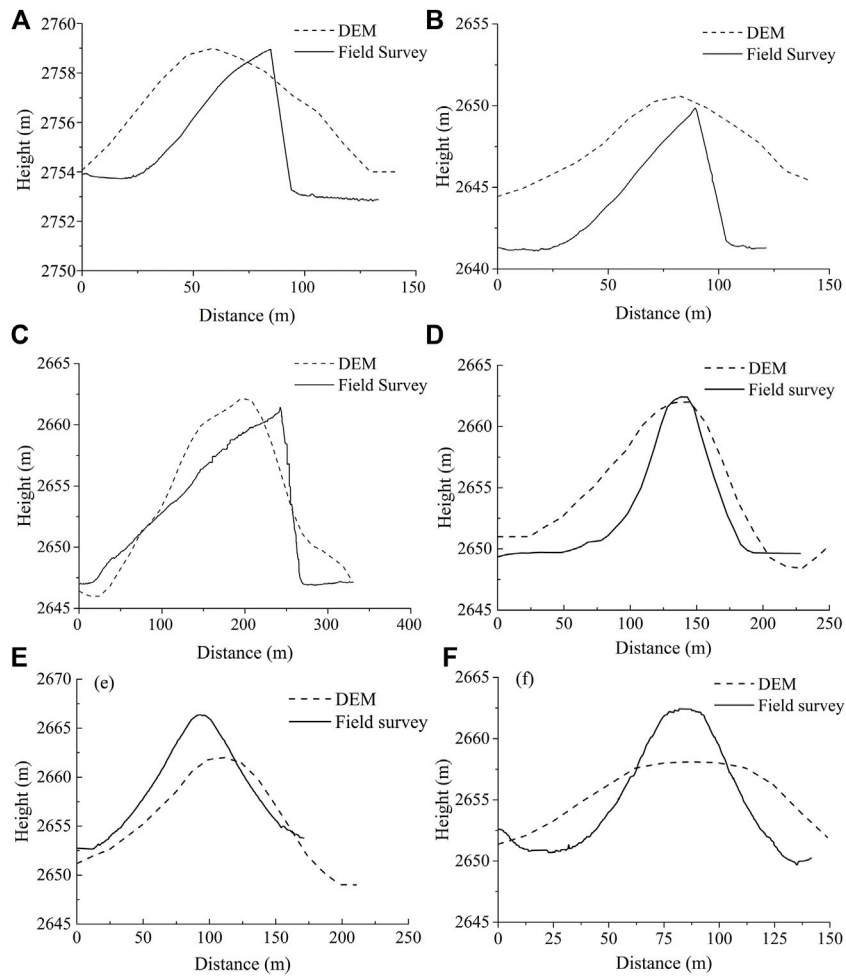 A
2760
2758
2756
2754
2752
2750
Height (m)
DEM
Field Survey
0 50 100 150
Distance (m)
B
2655
2650
2645
2640
Height (m)
DEM
Field Survey
0 50 100 150
Distance (m)
C
2665
2660
2655
2650
2645
Height (m)
DEM
Field Survey
0 100 200 300 400
Distance (m)
D
2665
2660
2655
2650
2645
Height (m)
DEM
Field survey
0 50 75 100 125 150 175 200 225 250
Distance (m)
E
(e)
2670
2665
2660
2655
2650
2645
Height (m)
DEM
Field survey
0 50 100 150 200 250
Distance (m)
F
(f)
2665
2660
2655
2650
2645
Height (m)
DEM
Field survey
0 25 50 75 100 125 150
Distance (m)